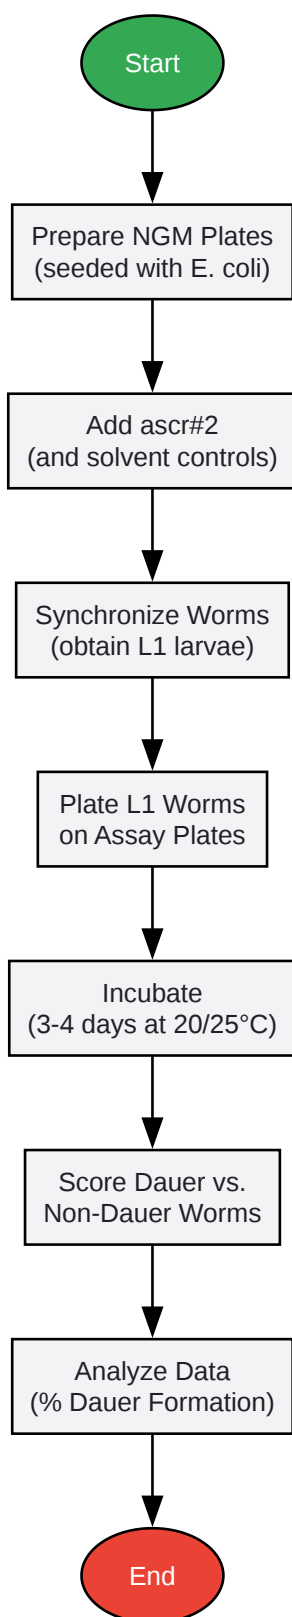 Start
Prepare NGM Plates
(seeded with E. coli)
Add ascr#2
(and solvent controls)
Synchronize Worms
(obtain L1 larvae)
Plate L1 Worms
on Assay Plates
Incubate
(3-4 days at 20/25°C)
Score Dauer vs.
Non-Dauer Worms
Analyze Data
(% Dauer Formation)
End